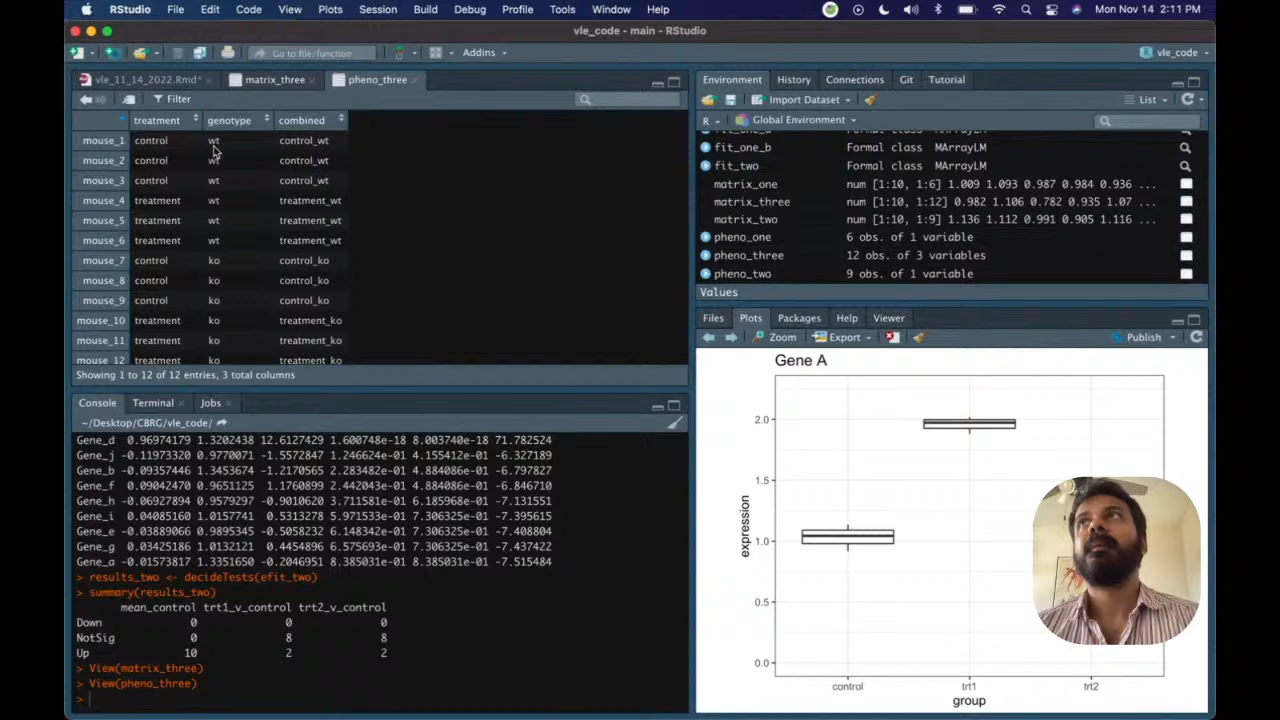 RStudio File Edit Code View Plots Session Build Debug Profile Tools Window Help Mon Nov 14 2:11 PM
vle_code - main - RStudio
Go to file/function Addins vle_code
vle_11_14_2022.Rmd* matrix_three pheno_three
Filter
treatment genotype combined
mouse_1 control wt control_wt
mouse_2 control wt control_wt
mouse_3 control wt control_wt
mouse_4 treatment wt treatment_wt
mouse_5 treatment wt treatment_wt
mouse_6 treatment wt treatment_wt
mouse_7 control ko control_ko
mouse_8 control ko control_ko
mouse_9 control ko control_ko
mouse_10 treatment ko treatment_ko
mouse_11 treatment ko treatment_ko
mouse_12 treatment ko treatment_ko
Showing 1 to 12 of 12 entries, 3 total columns
Console Terminal Jobs
~/Desktop/CBRG/vle_code/
Gene_d 0.96974179 1.3202438 12.6127429 1.600748e-18 8.003740e-18 71.782524
Gene_j -0.11973320 0.9770071 -1.5572847 1.246624e-01 4.155412e-01 -6.327189
Gene_b -0.09357446 1.3453674 -1.2170565 2.283482e-01 4.884086e-01 -6.797827
Gene_f 0.09042470 0.9651125 1.1760899 2.442043e-01 4.884086e-01 -6.846710
Gene_h -0.06927894 0.9579297 -0.9010620 3.711581e-01 6.185968e-01 -7.131551
Gene_i 0.04085160 1.0157741 0.5313278 5.971533e-01 7.306325e-01 -7.395615
Gene_e -0.03889066 0.9895345 -0.5058232 6.148342e-01 7.306325e-01 -7.408804
Gene_g 0.03425186 1.0132121 0.4454896 6.575693e-01 7.306325e-01 -7.437422
Gene_a -0.01573817 1.3351650 -0.2046951 8.385031e-01 8.385031e-01 -7.515484
> results_two <- decideTests(efit_two)
> summary(results_two)
mean_control trt1_v_control trt2_v_control
Down 0 0 0
NotSig 0 8 8
Up 10 2 2
> View(matrix_three)
> View(pheno_three)
>
Environment History Connections Git Tutorial
Import Dataset List
R Global Environment
fit_one_a Formal class MArrayLM
fit_one_b Formal class MArrayLM
fit_two Formal class MArrayLM
matrix_one num [1:10, 1:6] 1.009 1.093 0.987 0.984 0.936 ...
matrix_three num [1:10, 1:12] 0.982 1.106 0.782 0.935 1.07 ...
matrix_two num [1:10, 1:9] 1.136 1.112 0.991 0.905 1.116 ...
pheno_one 6 obs. of 1 variable
pheno_three 12 obs. of 3 variables
pheno_two 9 obs. of 1 variable
Values
Files Plots Packages Help Viewer
Zoom Export Publish
Gene A
2.0
1.5
1.0
0.5
0.0
expression
control trt1 trt2
group